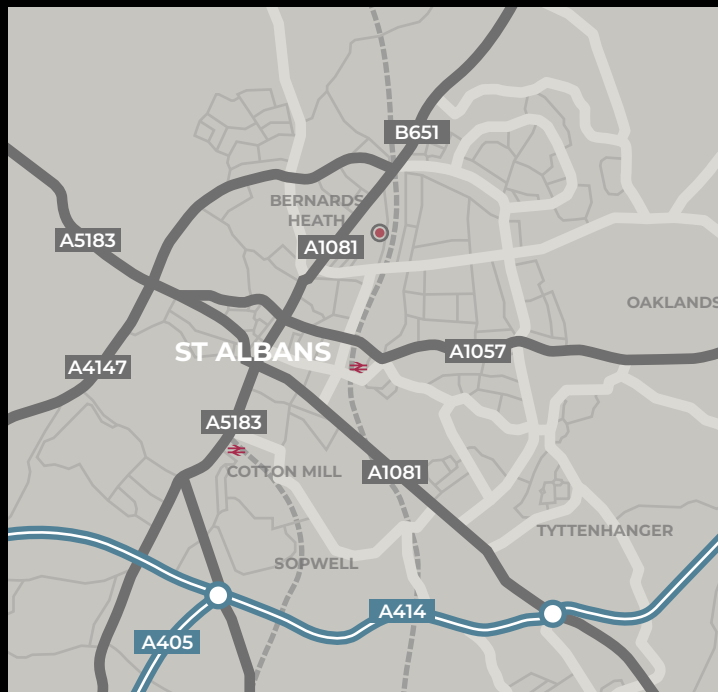 B651
BERNARDS
HEATH
A5183
A1081
OAKLANDS
ST ALBANS
A1057
A4147
A5183
COTTON MILL
A1081
TYTTENHANGER
SOPWELL
A414
A405